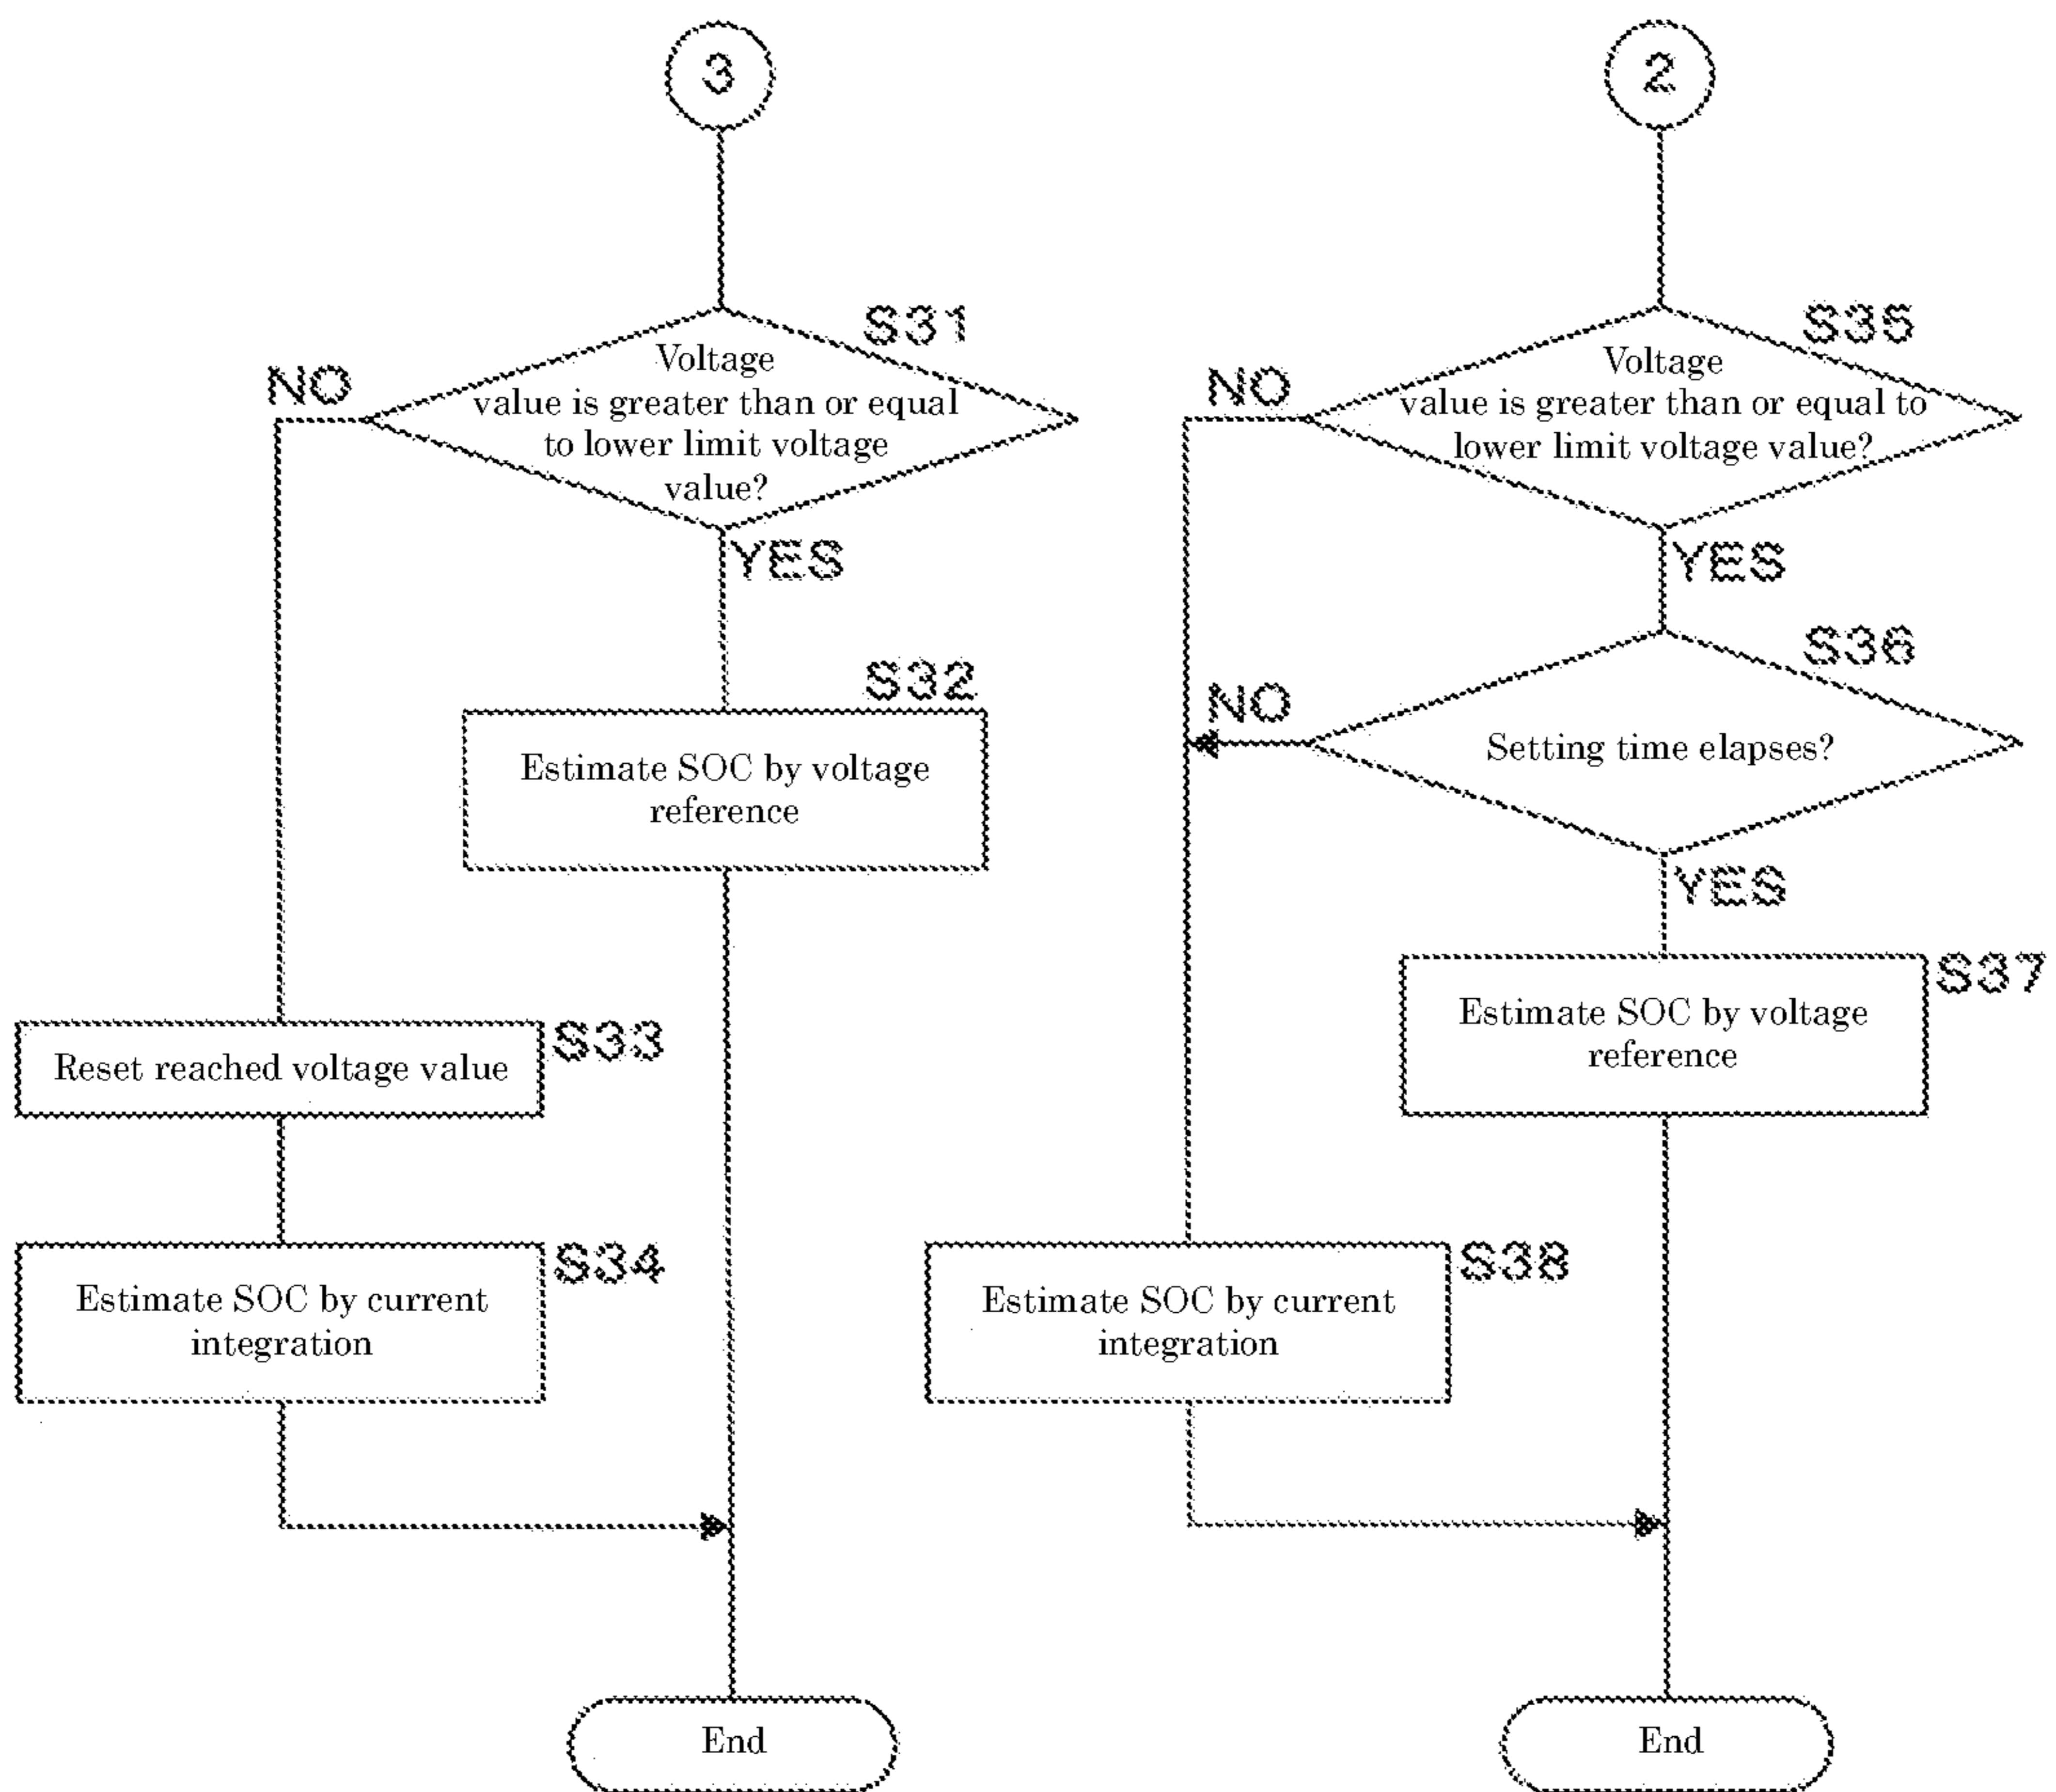 3
S31
Voltage
value is greater than or equal
to lower limit voltage
value?
NO
YES
S32
Estimate SOC by voltage
reference
Reset reached voltage value
S33
Estimate SOC by current
integration
S34
End
2
S35
Voltage
value is greater than or equal to
lower limit voltage value?
NO
YES
S36
Setting time elapses?
NO
YES
Estimate SOC by voltage
reference
S37
Estimate SOC by current
integration
S38
End